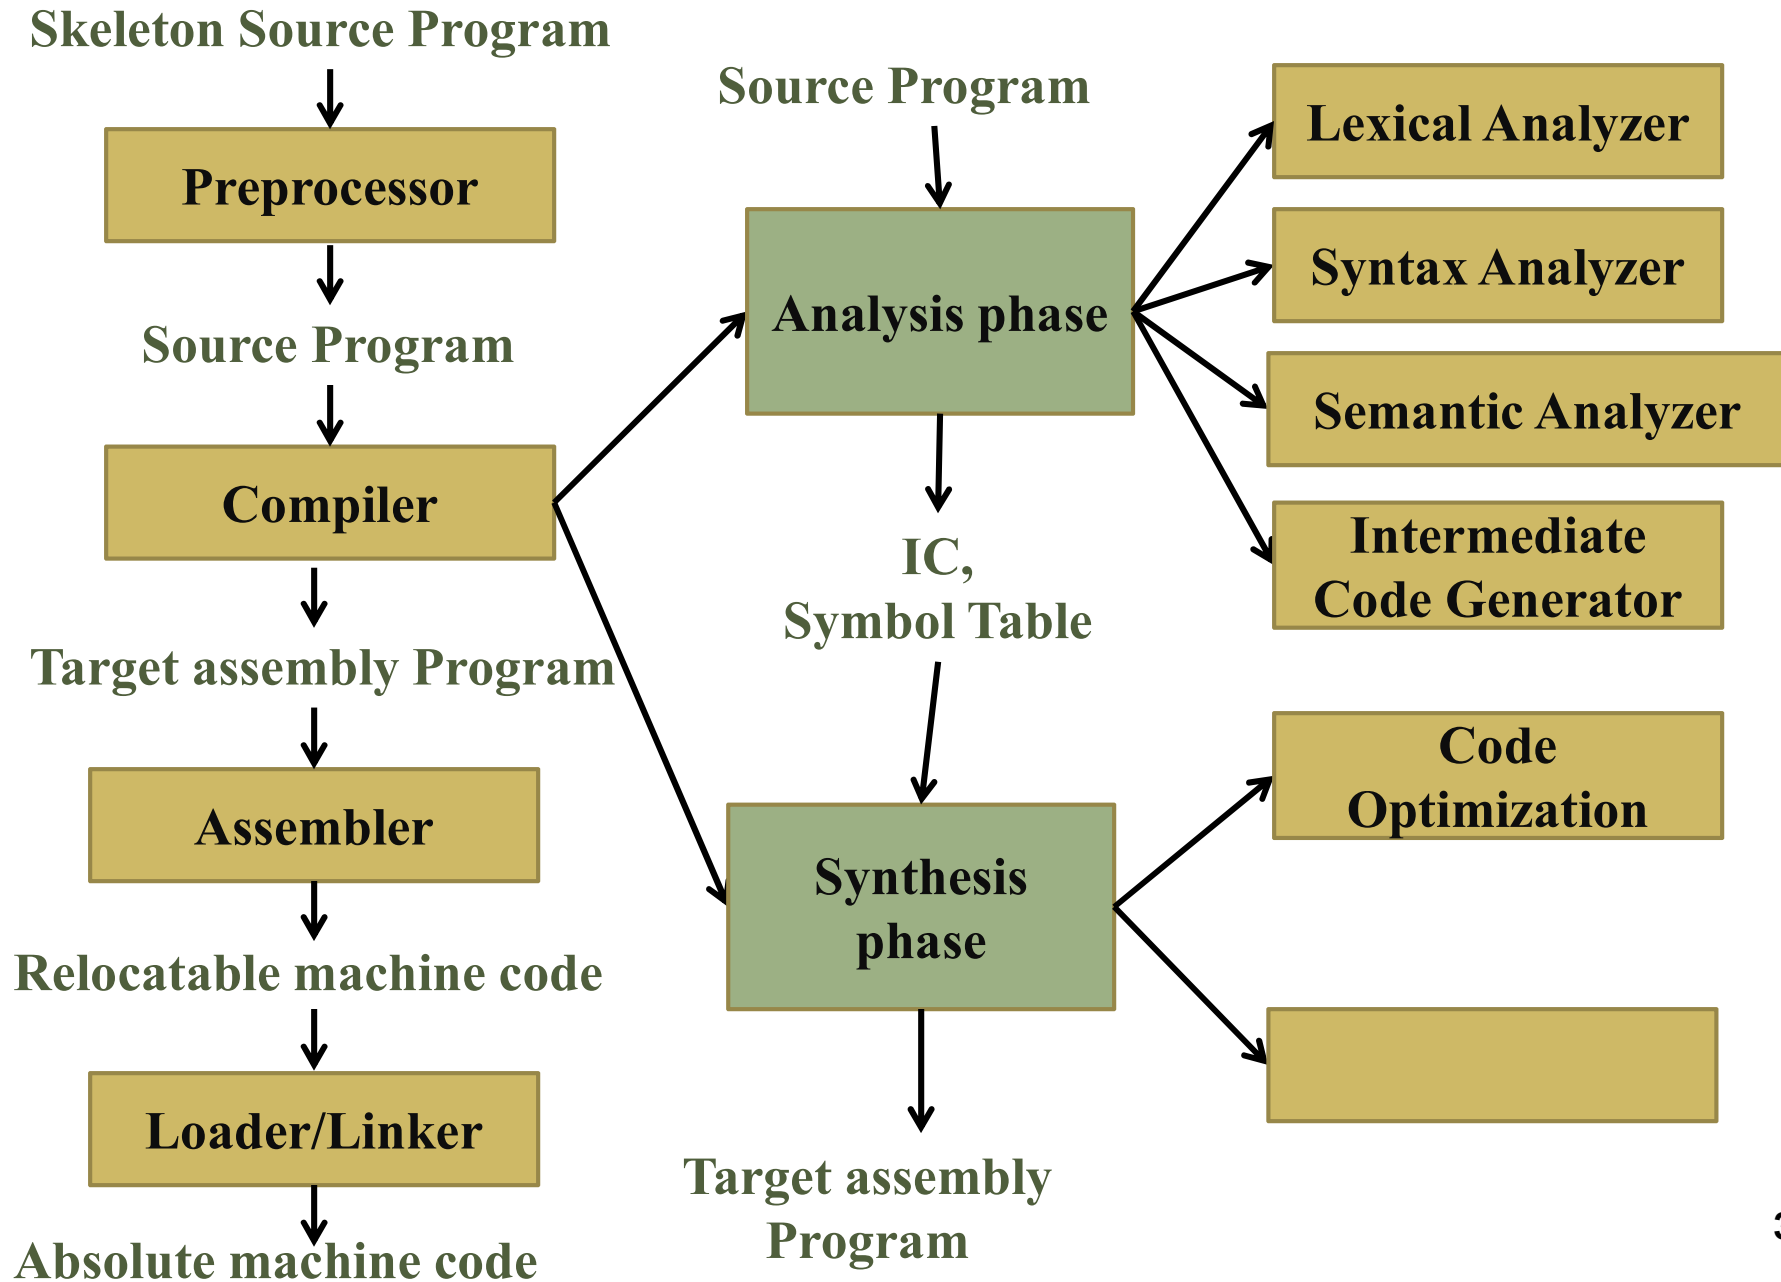 Skeleton Source Program
Preprocessor
Source Program
Compiler
Target assembly Program
Assembler
Relocatable machine code
Loader/Linker
Absolute machine code
Source Program
Analysis phase
IC,
Symbol Table
Synthesis
phase
Target assembly
Program
Lexical Analyzer
Syntax Analyzer
Semantic Analyzer
Intermediate
Code Generator
Code
Optimization